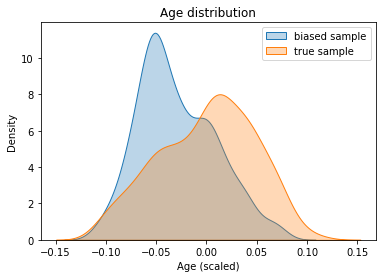 Age distribution
biased sample
true sample
Density
10
8
6
4
2
0
−0.15 −0.10 −0.05 0.00 0.05 0.10 0.15
Age (scaled)